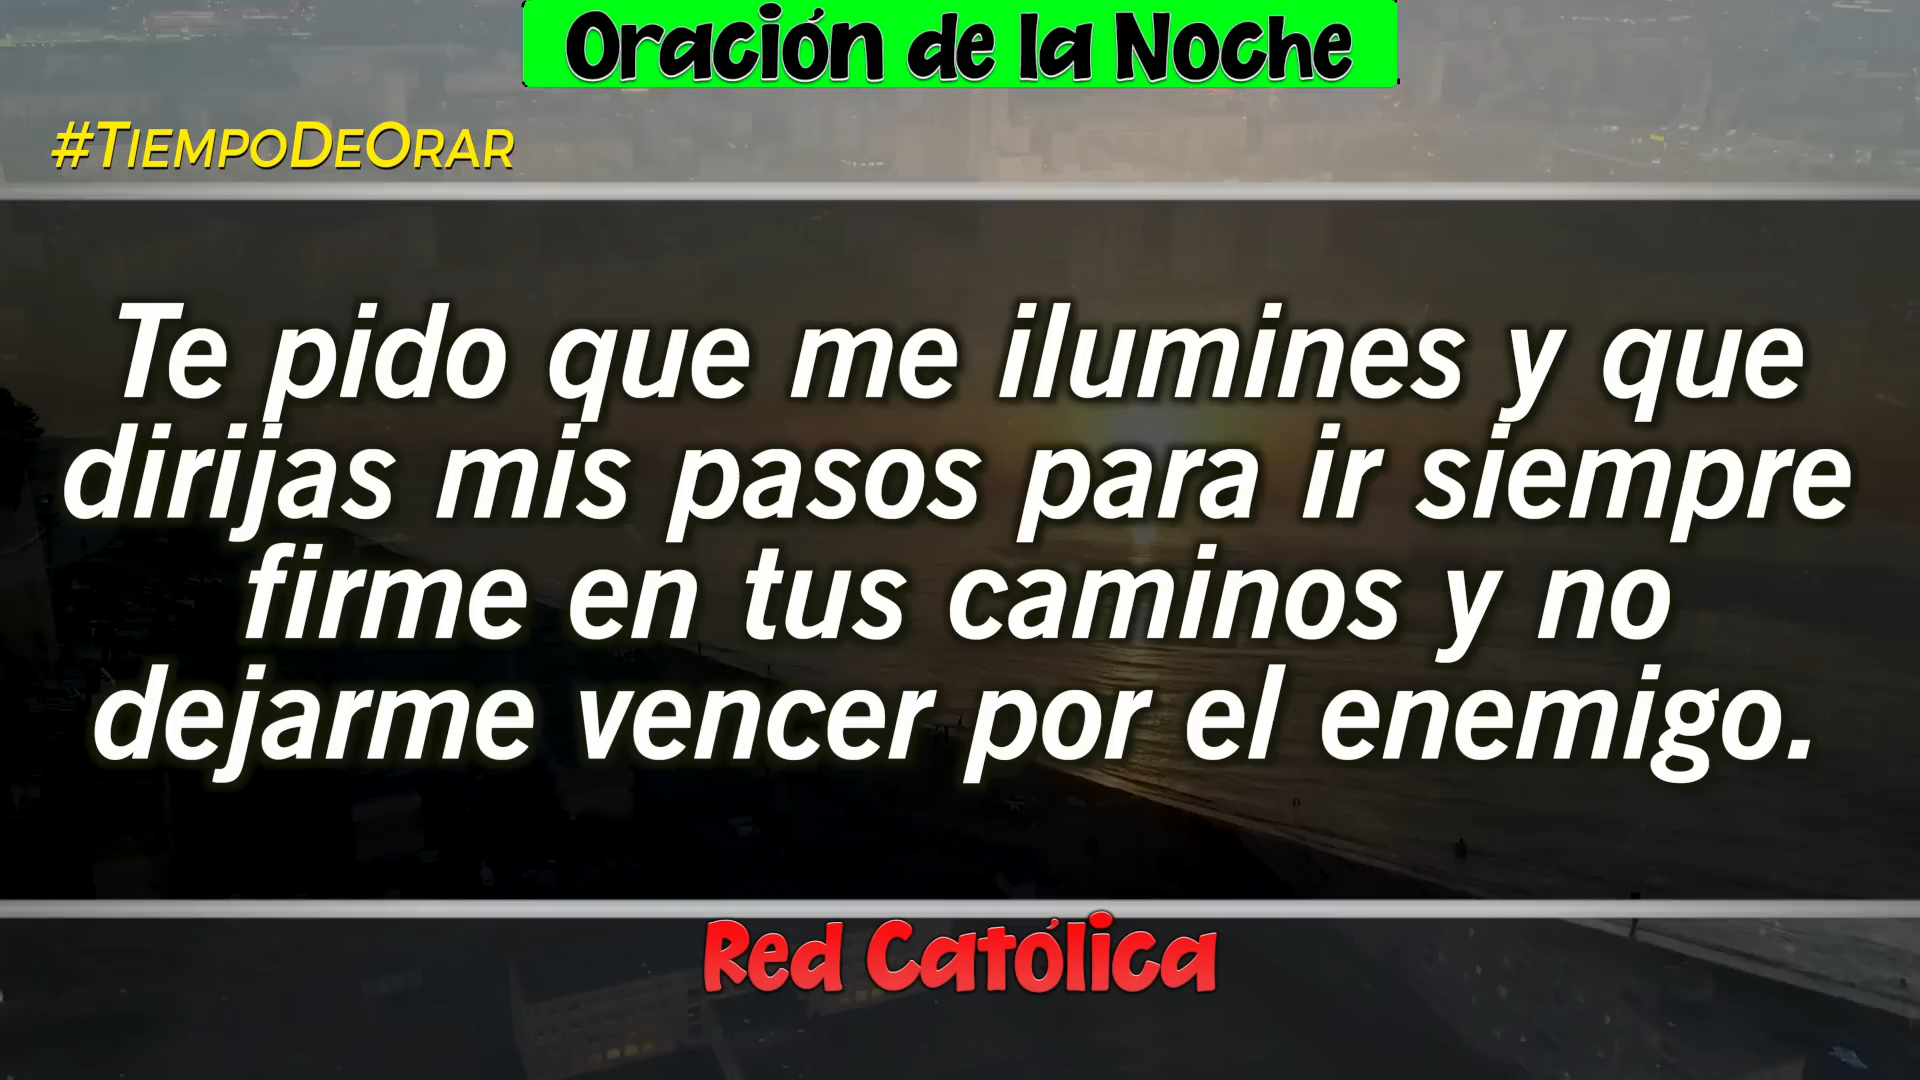 Oración de la Noche
#TiempoDeOrar
Te pido que me ilumines y que
dirijas mis pasos para ir siempre
firme en tus caminos y no
dejarme vencer por el enemigo.
Red Católica